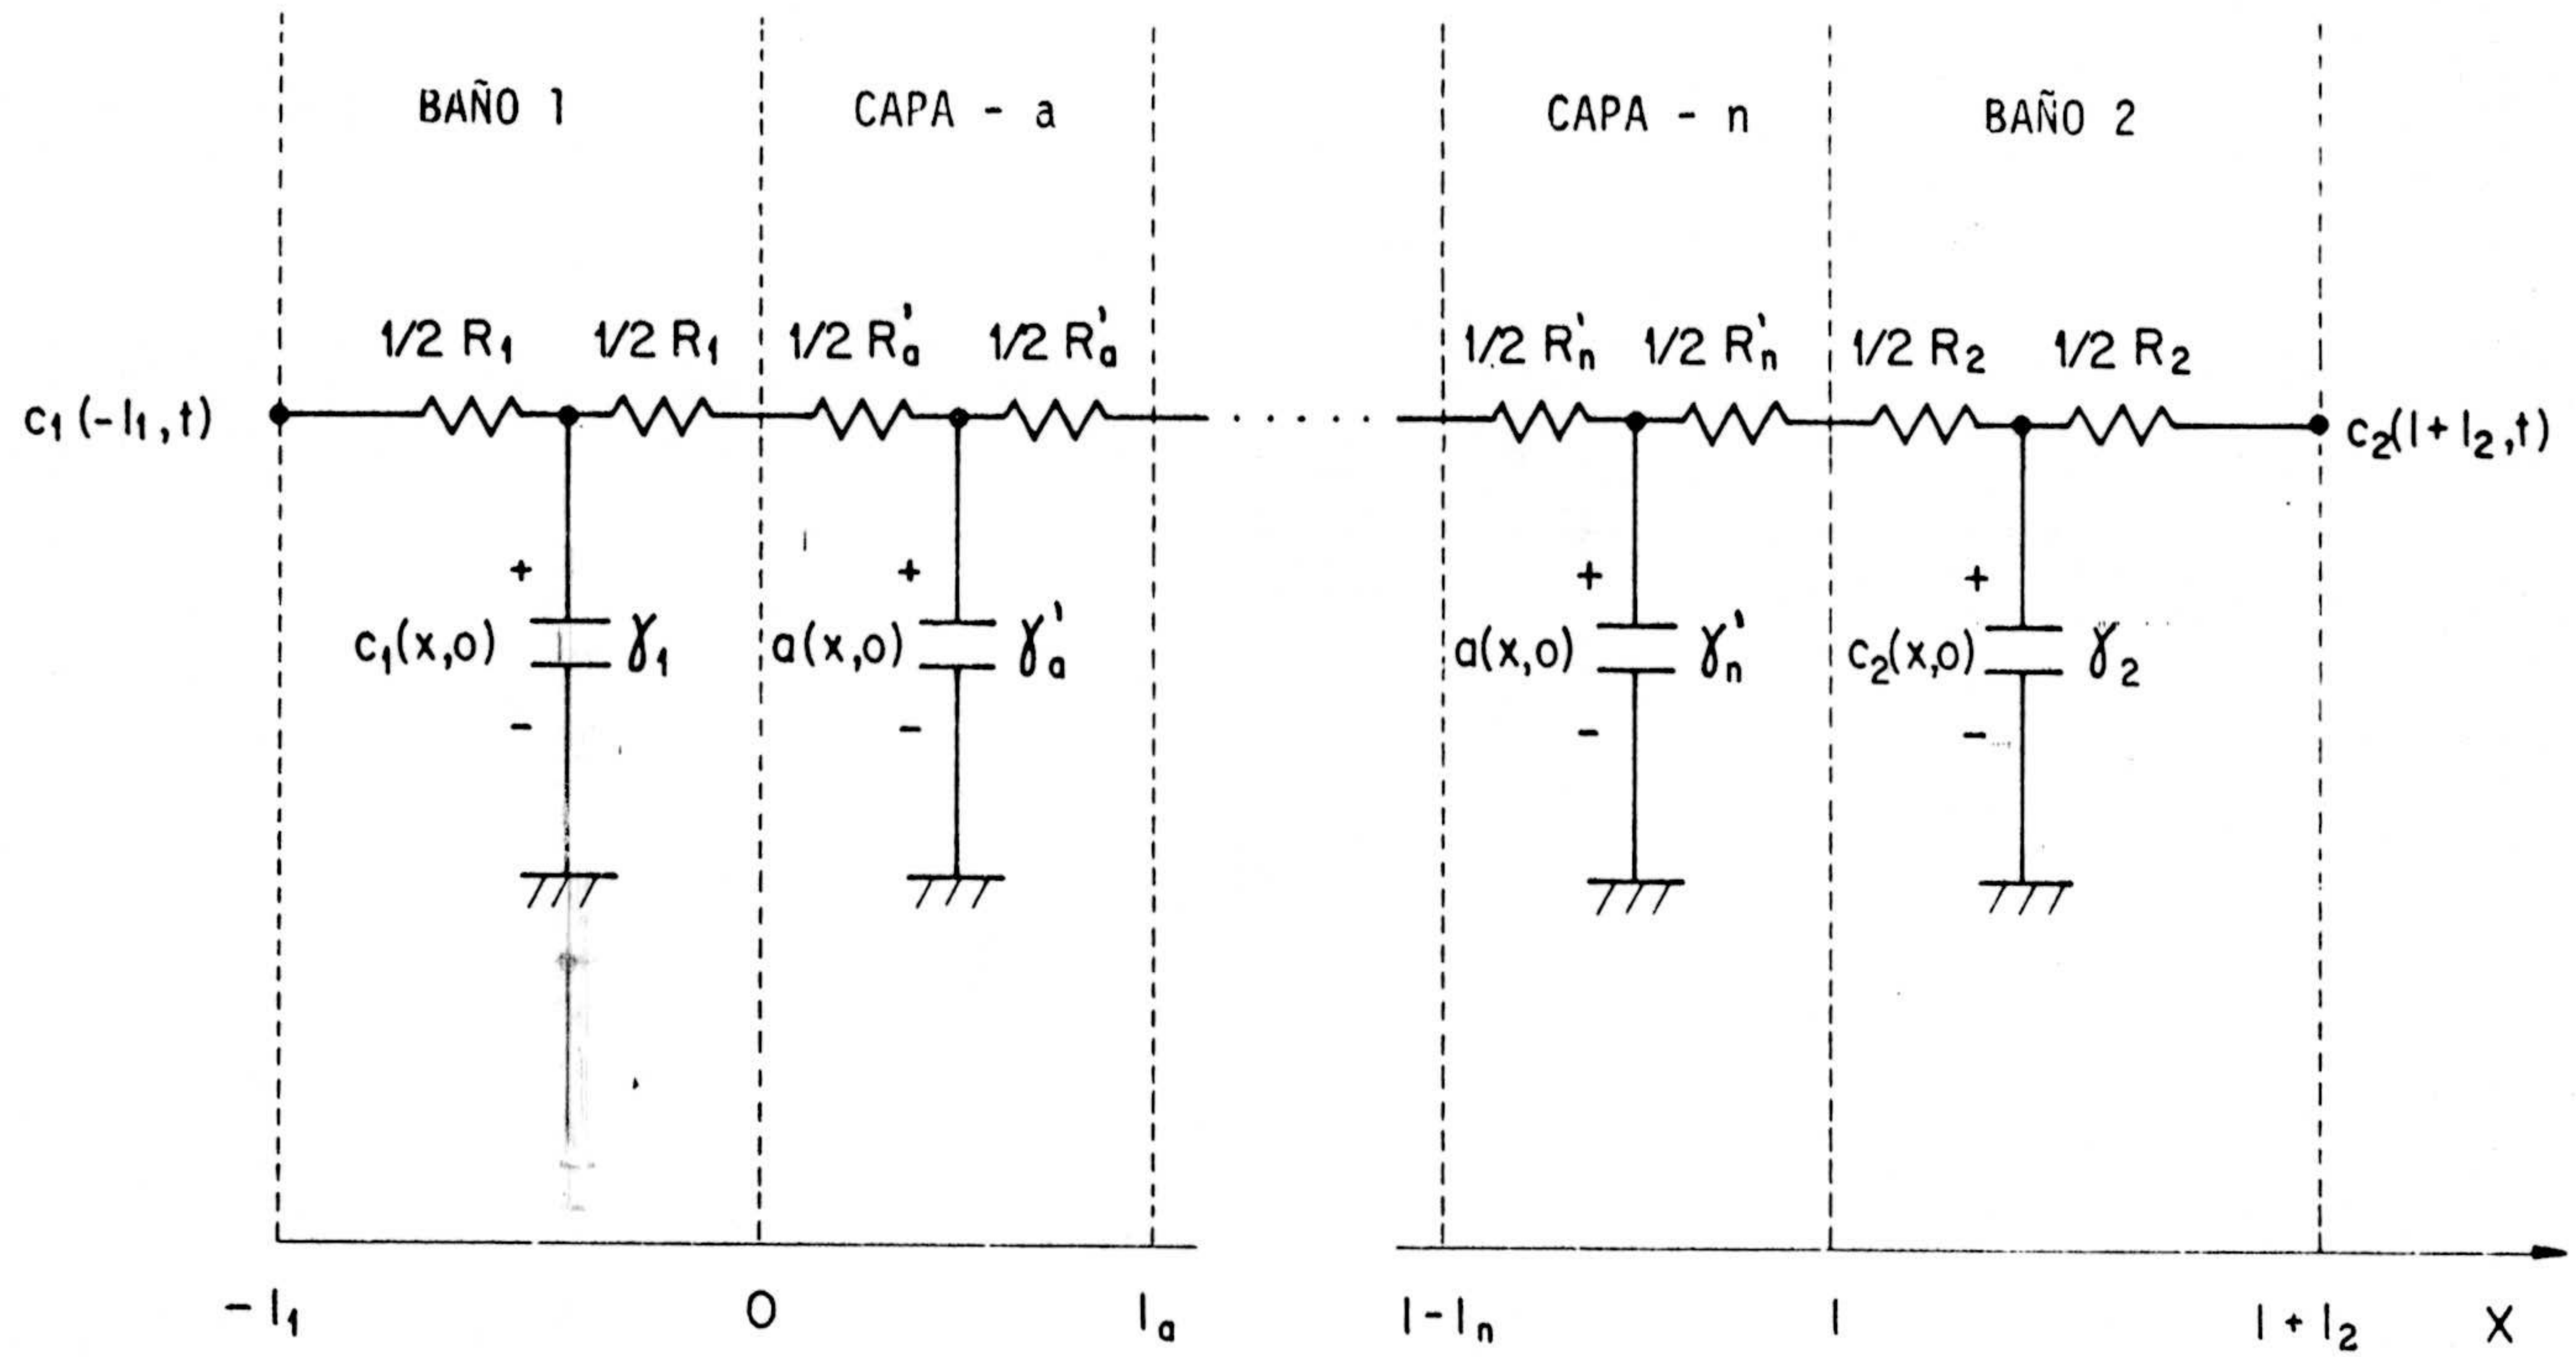 BAÑO 1 CAPA - a CAPA - n BAÑO 2
1/2 R₁ 1/2 R₁ 1/2 R'ₐ 1/2 R'ₐ 1/2 R'ₙ 1/2 R'ₙ 1/2 R₂ 1/2 R₂
c₁(-l₁,t) ...... c₂(l+l₂,t)
+ + + +
c₁(x,o) γ₁ a(x,o) γ'ₐ a(x,o) γ'ₙ c₂(x,o) γ₂
- - - -
-l₁ 0 lₐ l-lₙ l l+l₂ X